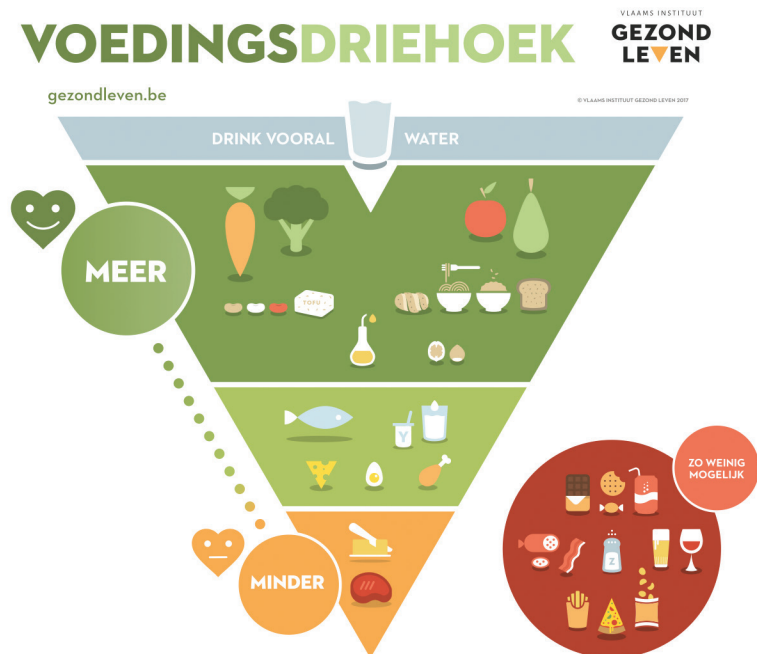 VOEDINGSDRIEHOEK
VLAAMS INSTITUUT
GEZOND
LEVEN
gezondleven.be
© VLAAMS INSTITUUT GEZOND LEVEN 2017
DRINK VOORAL WATER
MEER
TOFU
Y
ZO WEINIG
MOGELIJK
Z
MINDER